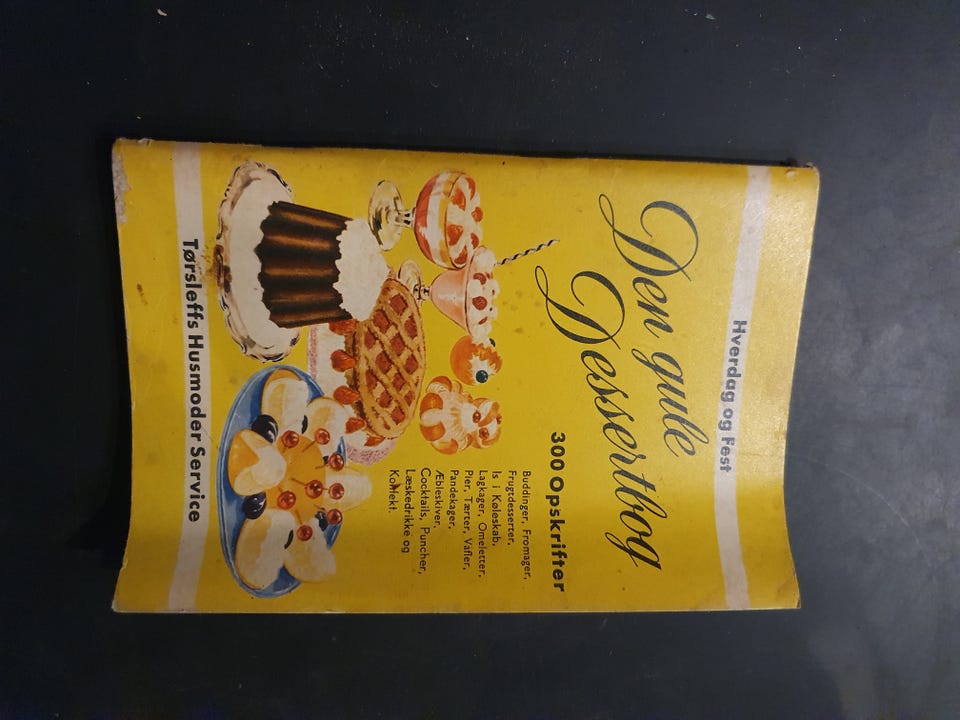 Hverdag og Fest
Den gule
Dessertbog
300 Opskrifter
Buddinger, Fromager,
Frugtdesserter,
Is i Køleskab,
Lagkager, Omeletter,
Pier, Tærter, Vafler,
Pandekager,
Æbleskiver,
Cocktails, Puncher,
Læskedrikke og
Konfekt.
Tørsleffs Husmoder Service